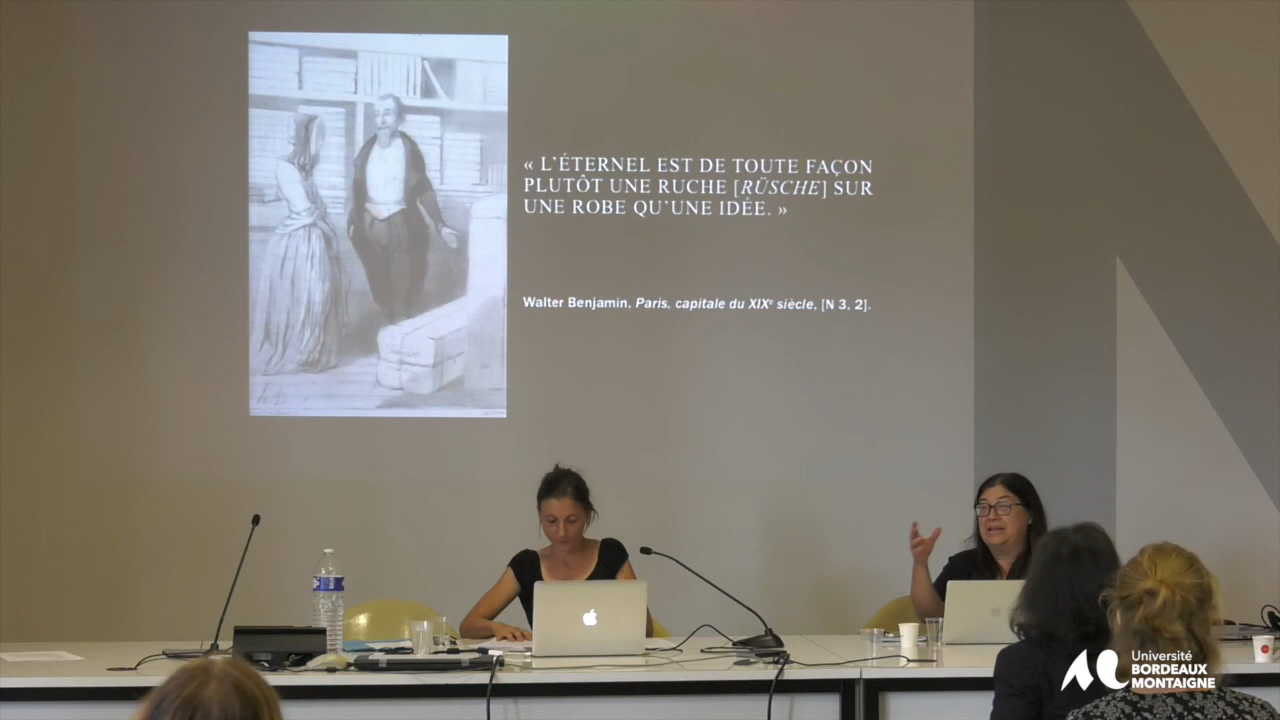 « L'ÉTERNEL EST DE TOUTE FAÇON
PLUTÔT UNE RUCHE [RÜSCHE] SUR
UNE ROBE QU'UNE IDÉE. »
Walter Benjamin, Paris, capitale du XIXe siècle, [N 3, 2].
Université
BORDEAUX
MONTAIGNE